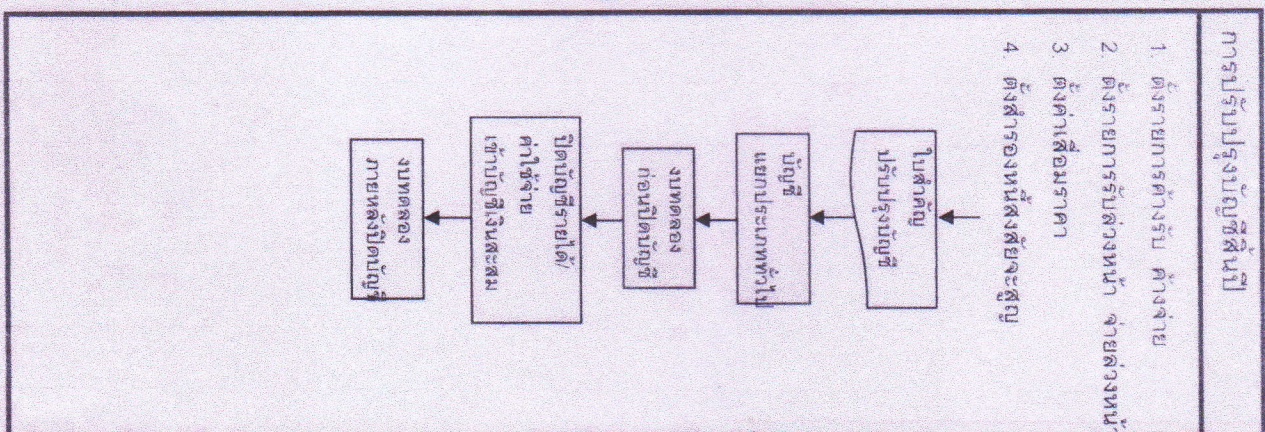 การปรับปรุงบัญชีสิ้นปี
1. ตั้งรายการค้างรับ ค้างจ่าย
2. ตั้งรายการรับล่วงหน้า จ่ายล่วงหน้า
3. ตั้งค่าเสื่อมราคา
4. ตั้งสำรองหนี้สงสัยจะสูญ
ใบสำคัญ
ปรับปรุงบัญชี
บัญชี
แยกประเภททั่วไป
งบทดลอง
ก่อนปิดบัญชี
ปิดบัญชีรายได้/
ค่าใช้จ่าย
เข้าบัญชีเงินสะสม
งบทดลอง
ภายหลังปิดบัญชี